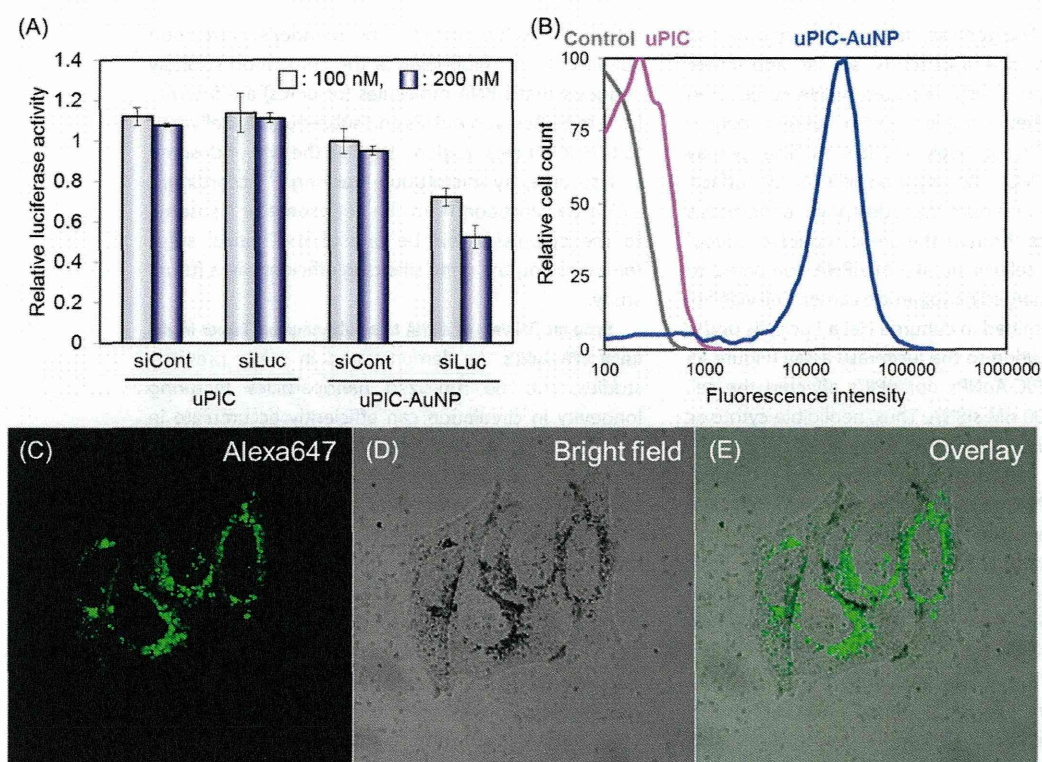 (A)
Relative luciferase activity
1.4
1.2
1
0.8
0.6
0.4
0.2
0
: 100 nM, : 200 nM
siCont siLuc siCont siLuc
uPIC uPIC-AuNP
(B)
Control uPIC uPIC-AuNP
Relative cell count
100
75
50
25
0
100 1000 10000 100000 1000000
Fluorescence intensity
(C) Alexa647
(D) Bright field
(E) Overlay